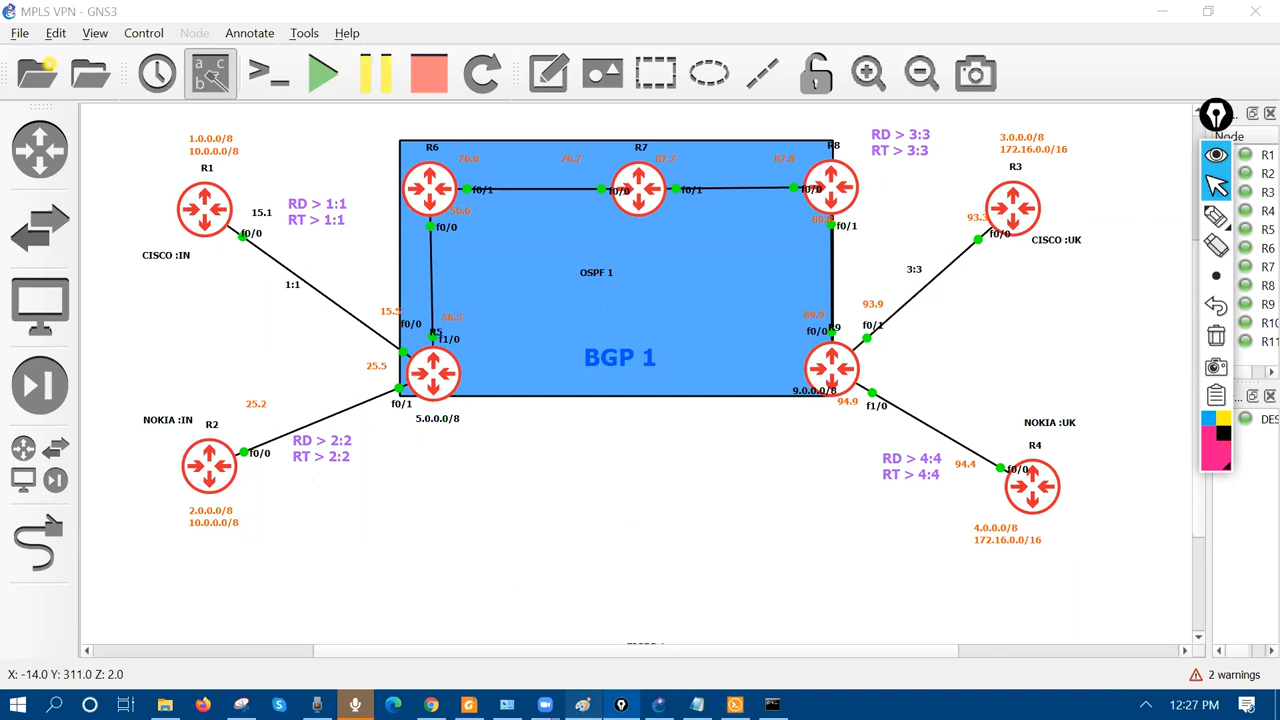 MPLS VPN - GNS3
File Edit View Control Node Annotate Tools Help
1.0.0.0/8
10.0.0.0/8
R1
RD > 1:1
RT > 1:1
15.1
f0/0
CISCO :IN
1:1
R6
76.6
f0/1
56.6
f0/0
R7
76.7
f0/0
87.7
f0/1
R8
87.8
f0/0
f0/1
RD > 3:3
RT > 3:3
3.0.0.0/8
172.16.0.0/16
R3
f0/0
CISCO :UK
3:3
93.9
f0/1
OSPF 1
BGP 1
f0/0
R5
56.5
f1/0
25.5
f0/1
5.0.0.0/8
89.9
f0/0
R9
9.0.0.0/8
94.9
f1/0
NOKIA :IN
25.2
R2
f0/0
RD > 2:2
RT > 2:2
2.0.0.0/8
10.0.0.0/8
NOKIA :UK
R4
RD > 4:4
RT > 4:4
94.4
f0/0
4.0.0.0/8
172.16.0.0/16
Node
R1
R2
R3
R4
R5
R6
R7
R8
R9
R10
R11
DES
X: -14.0 Y: 311.0 Z: 2.0
2 warnings
12:27 PM